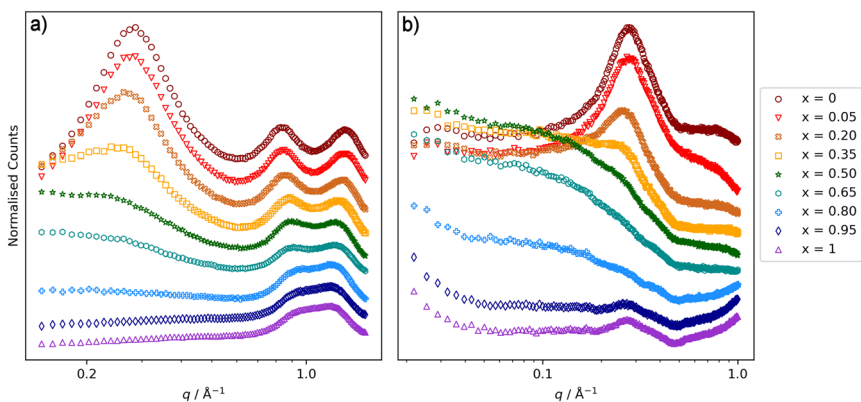 a)
b)
Normalised Counts
0.2
1.0
q / Å⁻¹
0.1
1.0
q / Å⁻¹
x = 0
x = 0.05
x = 0.20
x = 0.35
x = 0.50
x = 0.65
x = 0.80
x = 0.95
x = 1